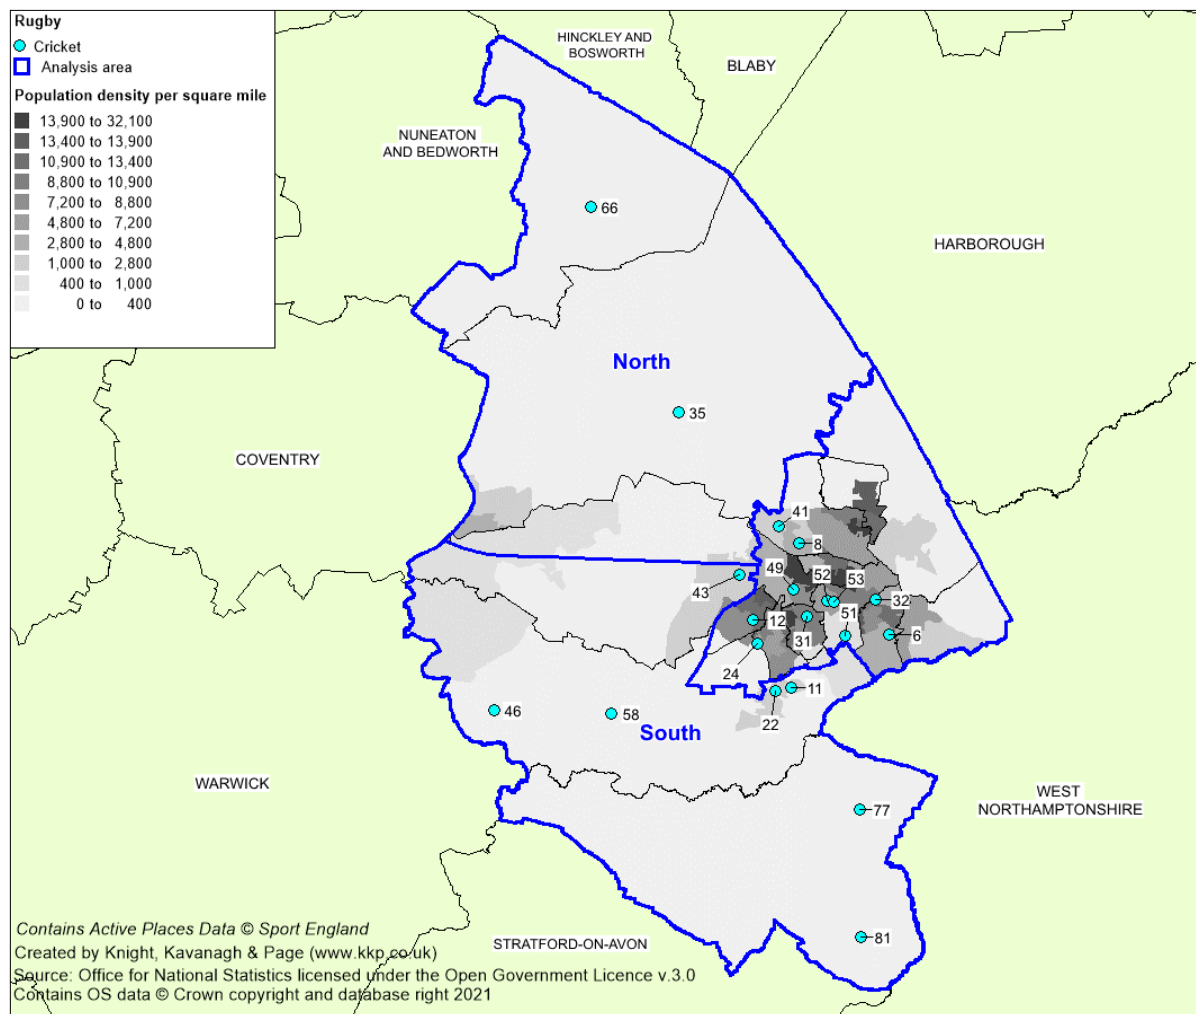 Rugby
Cricket
Analysis area
Population density per square mile
13,900 to 32,100
13,400 to 13,900
10,900 to 13,400
8,800 to 10,900
7,200 to 8,800
4,800 to 7,200
2,800 to 4,800
1,000 to 2,800
400 to 1,000
0 to 400
HINCKLEY AND
BOSWORTH
BLABY
NUNEATON
AND BEDWORTH
66
HARBOROUGH
North
35
COVENTRY
41
8
49
52
53
43
32
51
12
31
6
24
11
22
46
58
South
WARWICK
WEST
NORTHAMPTONSHIRE
77
81
STRATFORD-ON-AVON
Contains Active Places Data © Sport England
Created by Knight, Kavanagh & Page (www.kkp.co.uk)
Source: Office for National Statistics licensed under the Open Government Licence v.3.0
Contains OS data © Crown copyright and database right 2021